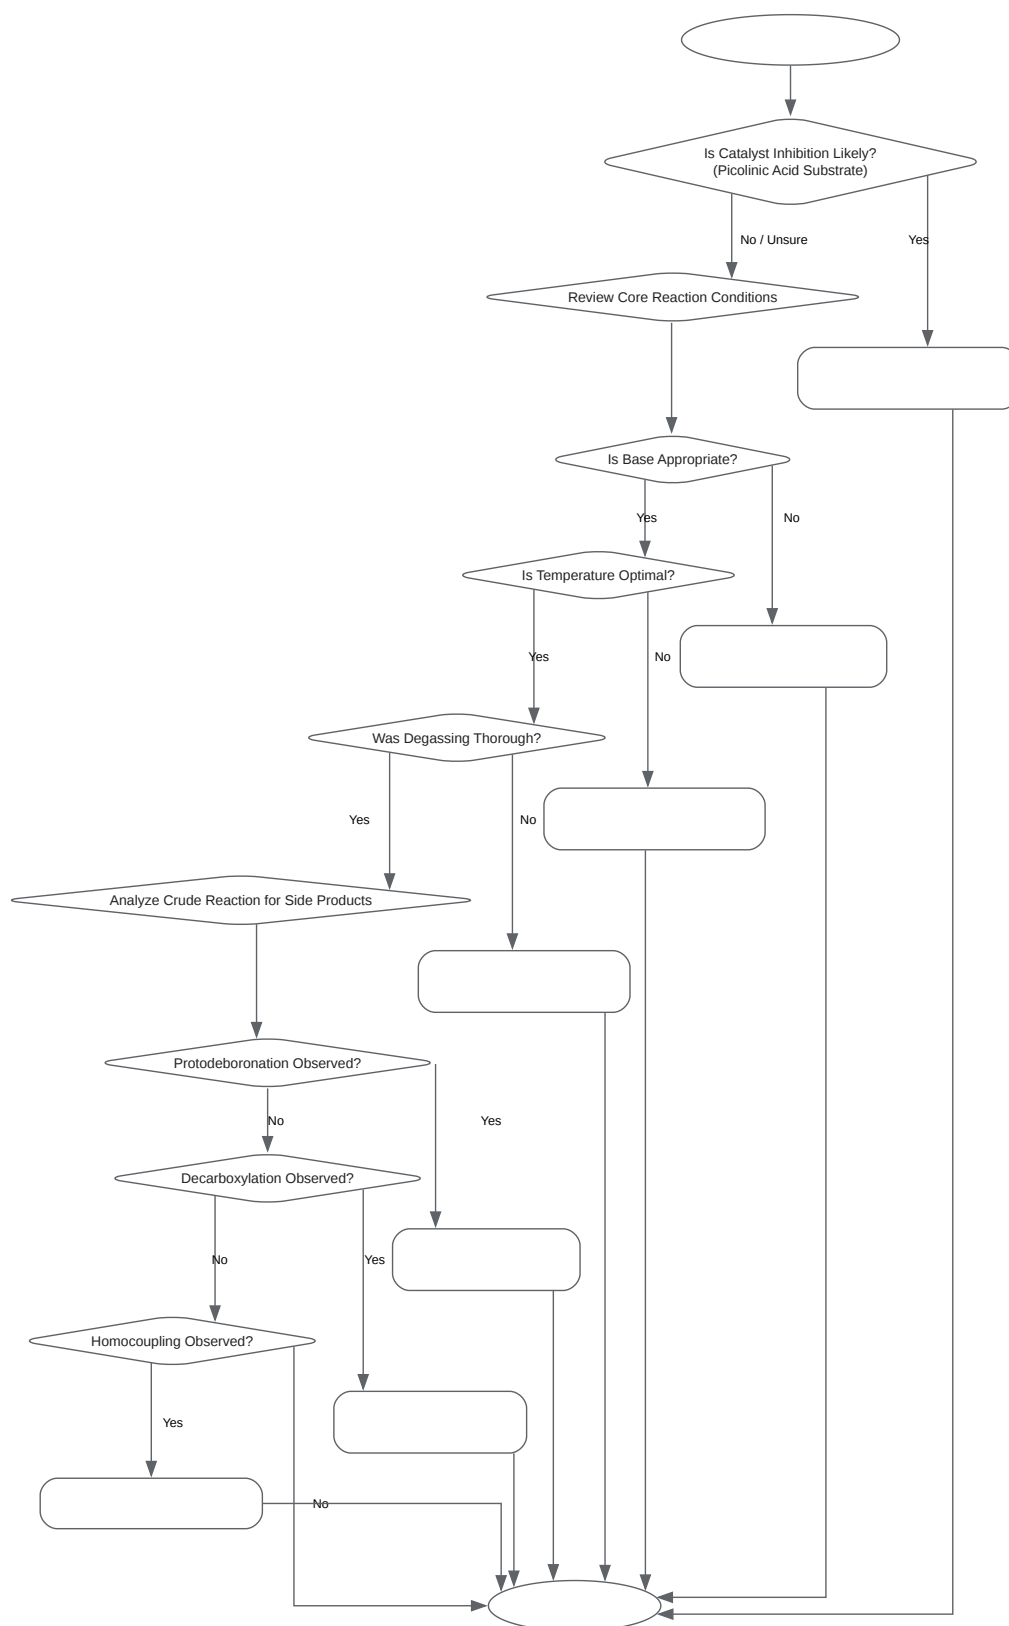 Is Catalyst Inhibition Likely?
(Picolinic Acid Substrate)
No / Unsure
Yes
Review Core Reaction Conditions
Is Base Appropriate?
Yes
No
Is Temperature Optimal?
Yes
No
Was Degassing Thorough?
Yes
No
Analyze Crude Reaction for Side Products
Protodeboronation Observed?
No
Yes
Decarboxylation Observed?
No
Yes
Homocoupling Observed?
Yes
No